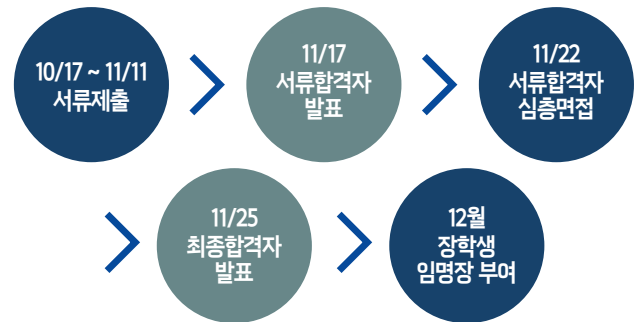 10/17 ~ 11/11
서류제출
11/17
서류합격자
발표
11/22
서류합격자
심층면접
11/25
최종합격자
발표
12월
장학생
임명장 부여